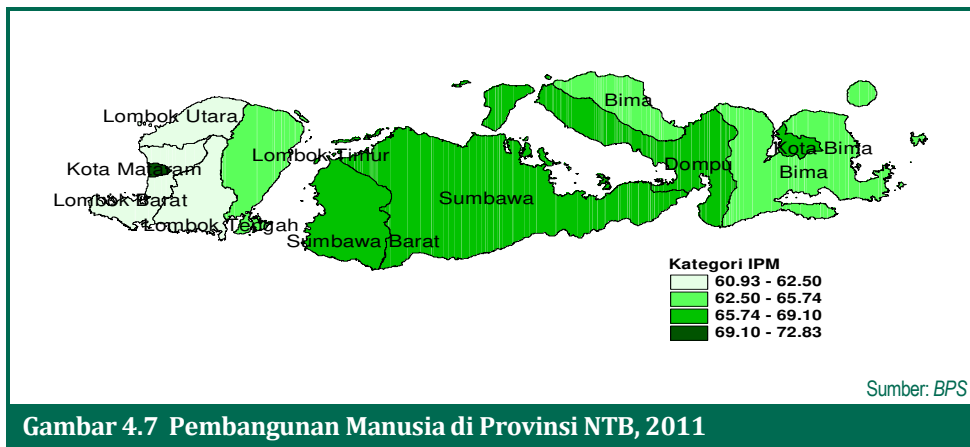 Lombok Utara
Kota Mataram
Lombok Barat
Lombok Tengah
Lombok Timur
Sumbawa Barat
Sumbawa
Bima
Dompu
Kota Bima
Bima
Kategori IPM
60.93 - 62.50
62.50 - 65.74
65.74 - 69.10
69.10 - 72.83
Sumber: BPS
Gambar 4.7 Pembangunan Manusia di Provinsi NTB, 2011